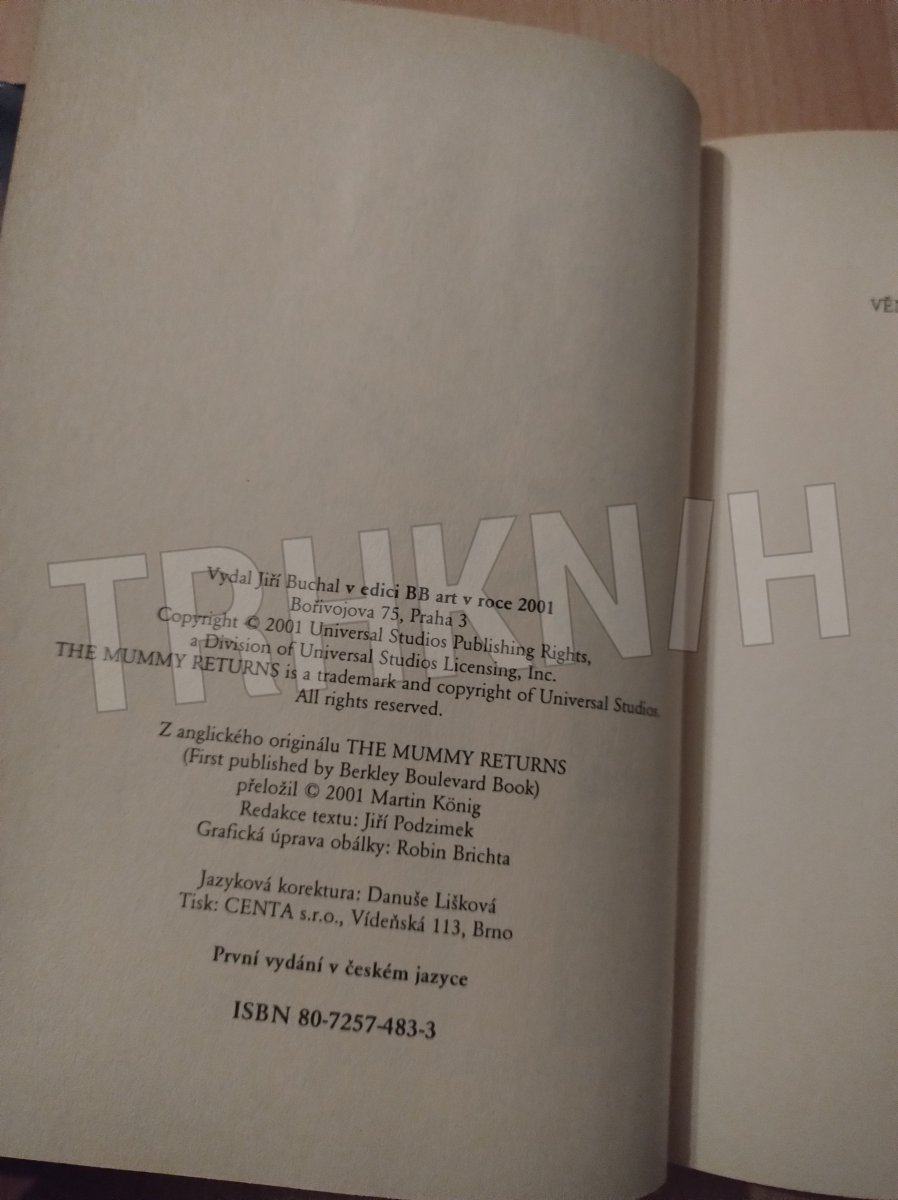 Vydal Jiří Buchal v edici BB art v roce 2001
Bořivojova 75, Praha 3
Copyright © 2001 Universal Studios Publishing Rights,
a Division of Universal Studios Licensing, Inc.
THE MUMMY RETURNS is a trademark and copyright of Universal Studios.
All rights reserved.
Z anglického originálu THE MUMMY RETURNS
(First published by Berkley Boulevard Book)
přeložil © 2001 Martin König
Redakce textu: Jiří Podzimek
Grafická úprava obálky: Robin Brichta
Jazyková korektura: Danuše Lišková
Tisk: CENTA s.r.o., Vídeňská 113, Brno
První vydání v českém jazyce
ISBN 80-7257-483-3
TRHKNIH